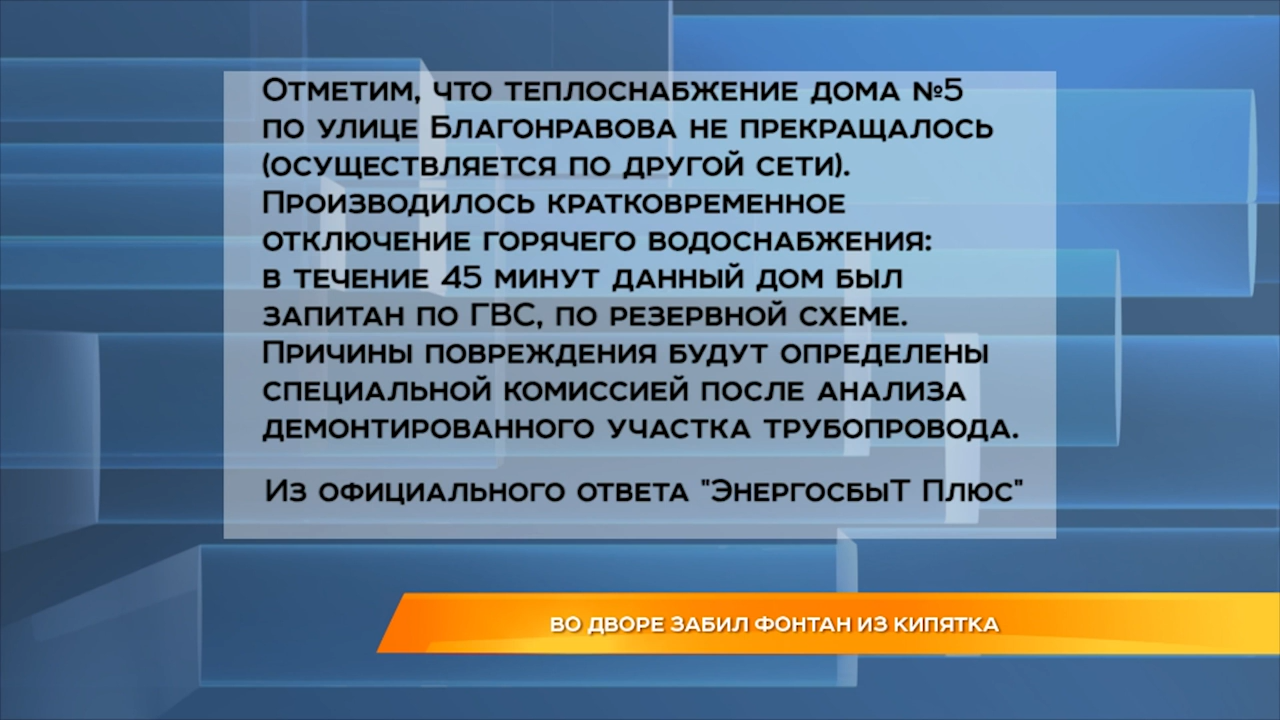 Отметим, что теплоснабжение дома №5
по улице Благонравова не прекращалось
(осуществляется по другой сети).
Производилось кратковременное
отключение горячего водоснабжения:
в течение 45 минут данный дом был
запитан по ГВС, по резервной схеме.
Причины повреждения будут определены
специальной комиссией после анализа
демонтированного участка трубопровода.
Из официального ответа "ЭнергосбыТ Плюс"
ВО ДВОРЕ ЗАБИЛ ФОНТАН ИЗ КИПЯТКА